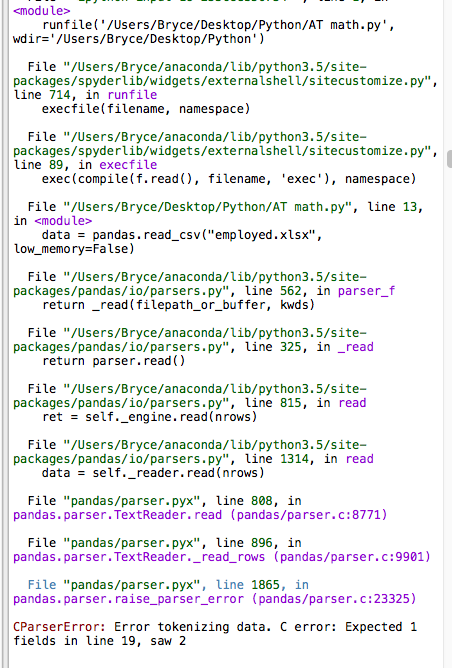 <module>
    runfile('/Users/Bryce/Desktop/Python/AT math.py',
wdir='/Users/Bryce/Desktop/Python')
  File "/Users/Bryce/anaconda/lib/python3.5/site-
packages/spyderlib/widgets/externalshell/sitecustomize.py",
line 714, in runfile
    execfile(filename, namespace)
  File "/Users/Bryce/anaconda/lib/python3.5/site-
packages/spyderlib/widgets/externalshell/sitecustomize.py",
line 89, in execfile
    exec(compile(f.read(), filename, 'exec'), namespace)
  File "/Users/Bryce/Desktop/Python/AT math.py", line 13,
in <module>
    data = pandas.read_csv("employed.xlsx",
low_memory=False)
  File "/Users/Bryce/anaconda/lib/python3.5/site-
packages/pandas/io/parsers.py", line 562, in parser_f
    return _read(filepath_or_buffer, kwds)
  File "/Users/Bryce/anaconda/lib/python3.5/site-
packages/pandas/io/parsers.py", line 325, in _read
    return parser.read()
  File "/Users/Bryce/anaconda/lib/python3.5/site-
packages/pandas/io/parsers.py", line 815, in read
    ret = self._engine.read(nrows)
  File "/Users/Bryce/anaconda/lib/python3.5/site-
packages/pandas/io/parsers.py", line 1314, in read
    data = self._reader.read(nrows)
  File "pandas/parser.pyx", line 808, in
pandas.parser.TextReader.read (pandas/parser.c:8771)
  File "pandas/parser.pyx", line 896, in
pandas.parser.TextReader._read_rows (pandas/parser.c:9901)
  File "pandas/parser.pyx", line 1865, in
pandas.parser.raise_parser_error (pandas/parser.c:23325)
CParserError: Error tokenizing data. C error: Expected 1
fields in line 19, saw 2